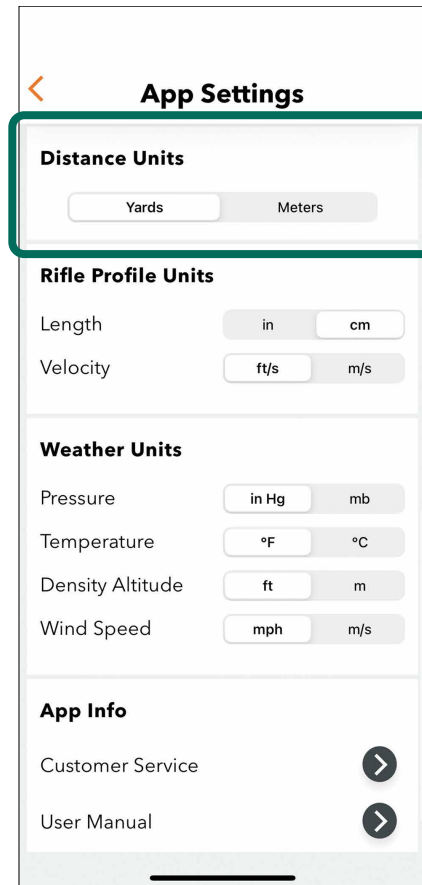 App Settings
Distance Units
Yards Meters
Rifle Profile Units
Length in cm
Velocity ft/s m/s
Weather Units
Pressure in Hg mb
Temperature °F °C
Density Altitude ft m
Wind Speed mph m/s
App Info
Customer Service
User Manual